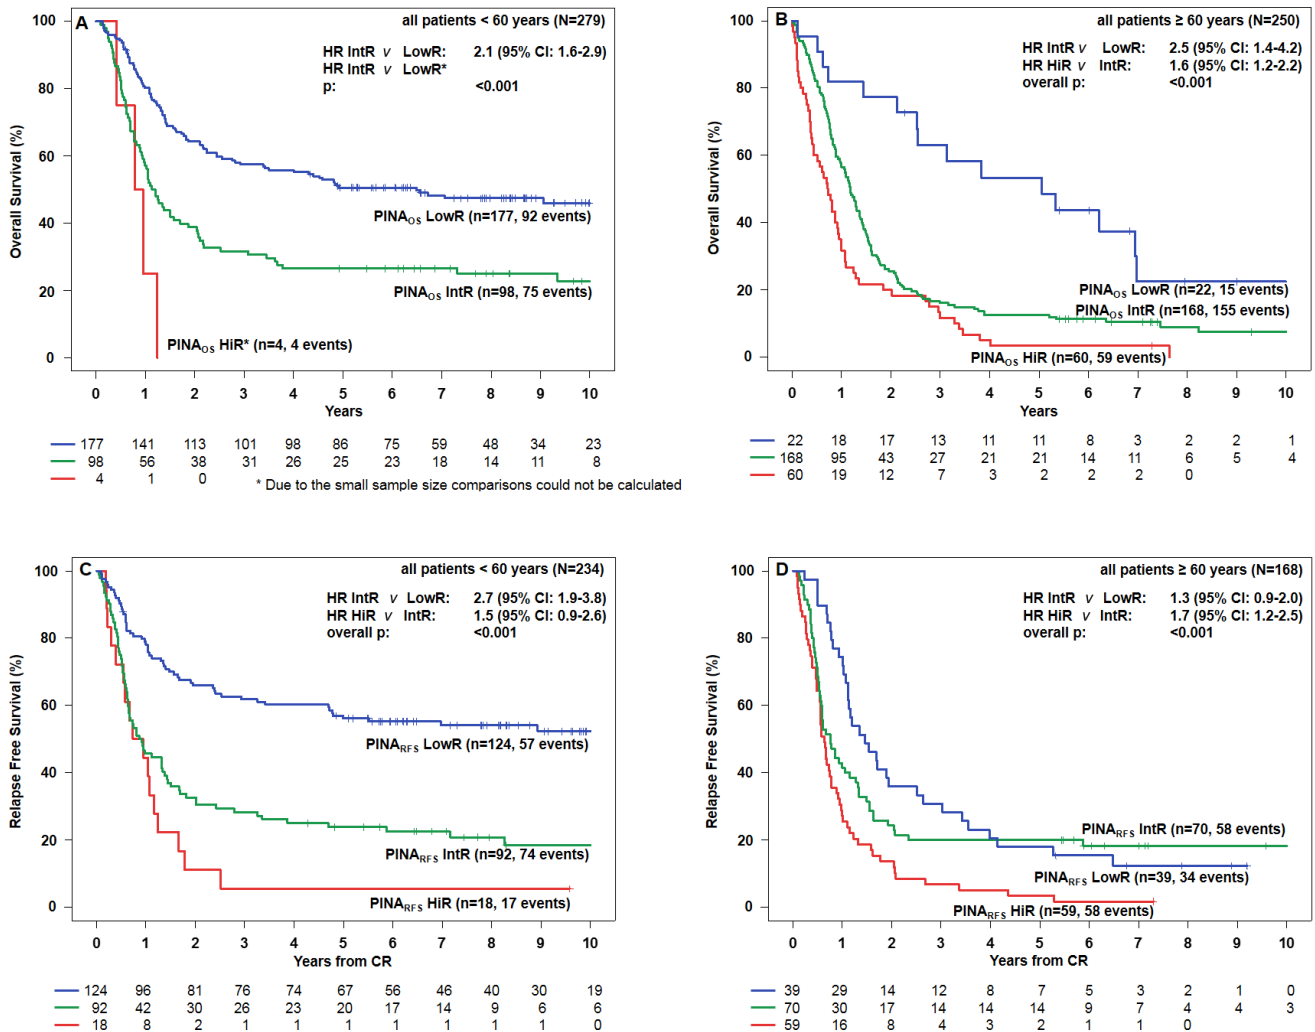 A
all patients < 60 years (N=279)
HR IntR v LowR: 2.1 (95% CI: 1.6-2.9)
HR IntR v LowR*
p: <0.001
Overall Survival (%)
100
80
60
40
20
0
PINAOS LowR (n=177, 92 events)
PINAOS IntR (n=98, 75 events)
PINAOS HiR* (n=4, 4 events)
0 1 2 3 4 5 6 7 8 9 10
Years
177 141 113 101 98 86 75 59 48 34 23
98 56 38 31 26 25 23 18 14 11 8
4 1 0
* Due to the small sample size comparisons could not be calculated
B
all patients ≥ 60 years (N=250)
HR IntR v LowR: 2.5 (95% CI: 1.4-4.2)
HR HiR v IntR: 1.6 (95% CI: 1.2-2.2)
overall p: <0.001
Overall Survival (%)
100
80
60
40
20
0
PINAOS LowR (n=22, 15 events)
PINAOS IntR (n=168, 155 events)
PINAOS HiR (n=60, 59 events)
0 1 2 3 4 5 6 7 8 9 10
Years
22 18 17 13 11 11 8 3 2 2 1
168 95 43 27 21 21 14 11 6 5 4
60 19 12 7 3 2 2 2 0
C
all patients < 60 years (N=234)
HR IntR v LowR: 2.7 (95% CI: 1.9-3.8)
HR HiR v IntR: 1.5 (95% CI: 0.9-2.6)
overall p: <0.001
Relapse Free Survival (%)
100
80
60
40
20
0
PINARFS LowR (n=124, 57 events)
PINARFS IntR (n=92, 74 events)
PINARFS HiR (n=18, 17 events)
0 1 2 3 4 5 6 7 8 9 10
Years from CR
124 96 81 76 74 67 56 46 40 30 19
92 42 30 26 23 20 17 14 9 6 6
18 8 2 1 1 1 1 1 1 1 0
D
all patients ≥ 60 years (N=168)
HR IntR v LowR: 1.3 (95% CI: 0.9-2.0)
HR HiR v IntR: 1.7 (95% CI: 1.2-2.5)
overall p: <0.001
Relapse Free Survival (%)
100
80
60
40
20
0
PINARFS IntR (n=70, 58 events)
PINARFS LowR (n=39, 34 events)
PINARFS HiR (n=59, 58 events)
0 1 2 3 4 5 6 7 8 9 10
Years from CR
39 29 14 12 8 7 5 3 2 1 0
70 30 17 14 14 14 9 7 4 4 3
59 16 8 4 3 2 1 1 0